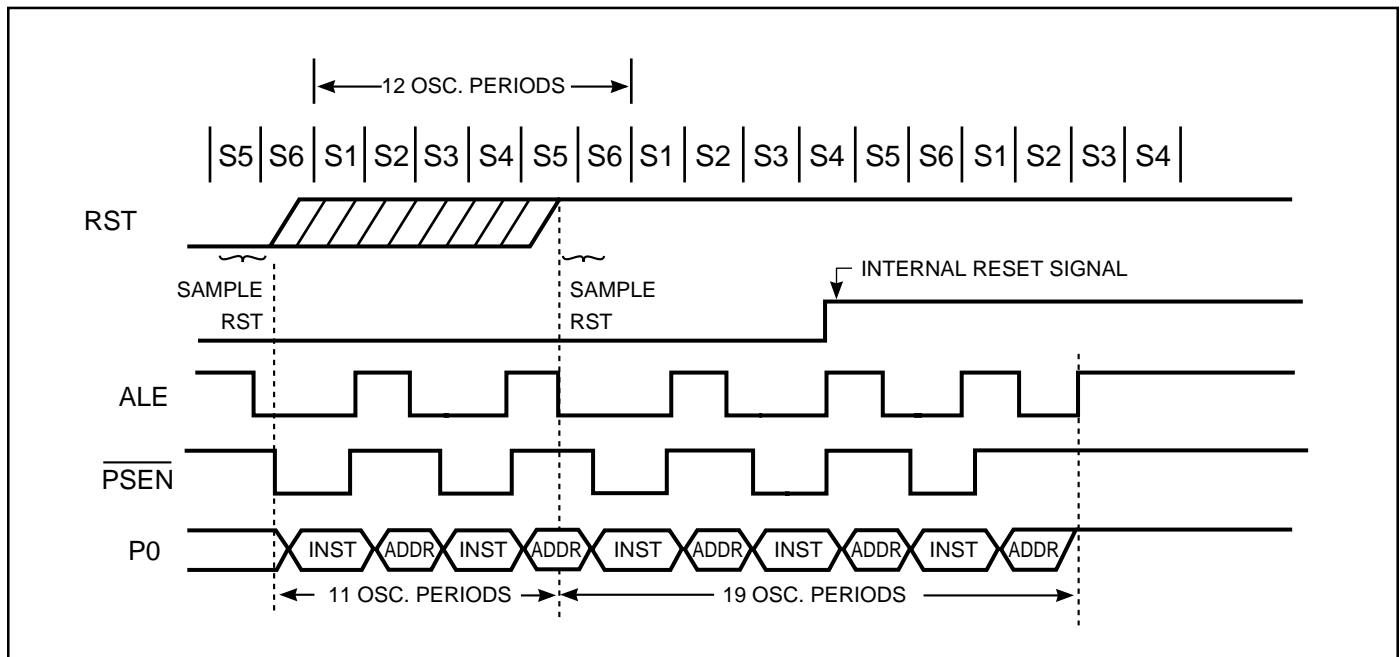 12 OSC. PERIODS
S5 S6 S1 S2 S3 S4 S5 S6 S1 S2 S3 S4 S5 S6 S1 S2 S3 S4
RST
INTERNAL RESET SIGNAL
SAMPLE SAMPLE
RST RST
ALE
PSEN
P0 INST ADDR INST ADDR INST ADDR INST ADDR INST ADDR
11 OSC. PERIODS 19 OSC. PERIODS